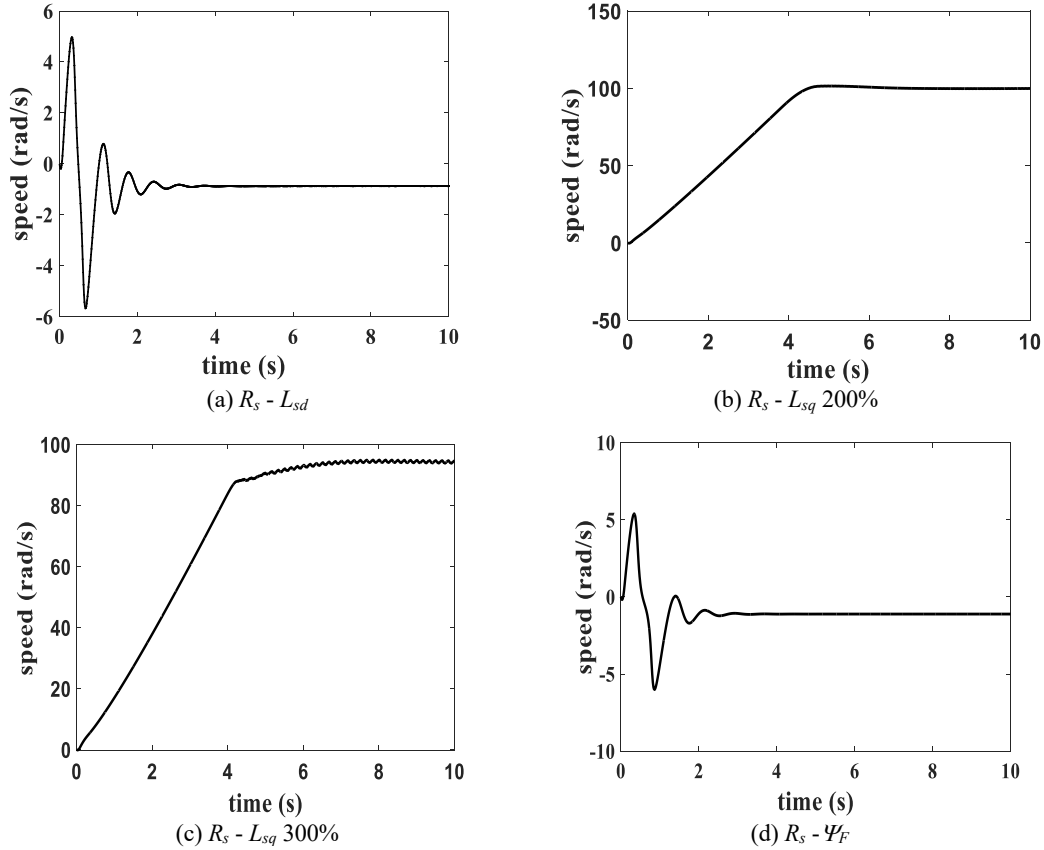 6
4
2
0
-2
-4
-6
0 2 4 6 8 10
speed (rad/s)
time (s)
(a) Rs - Lsd
150
100
50
0
-50
0 2 4 6 8 10
speed (rad/s)
time (s)
(b) Rs - Lsq 200%
100
80
60
40
20
0
0 2 4 6 8 10
speed (rad/s)
time (s)
(c) Rs - Lsq 300%
10
5
0
-5
-10
0 2 4 6 8 10
speed (rad/s)
time (s)
(d) Rs - ΨF